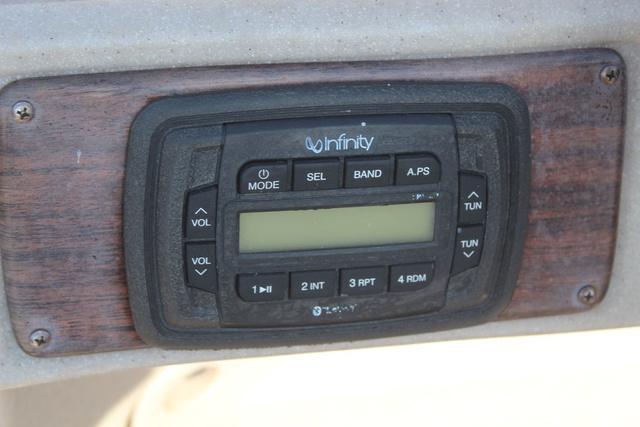 Infinity
MODE SEL BAND A.PS
VOL TUN
VOL TUN
1 2 INT 3 RPT 4 RDM